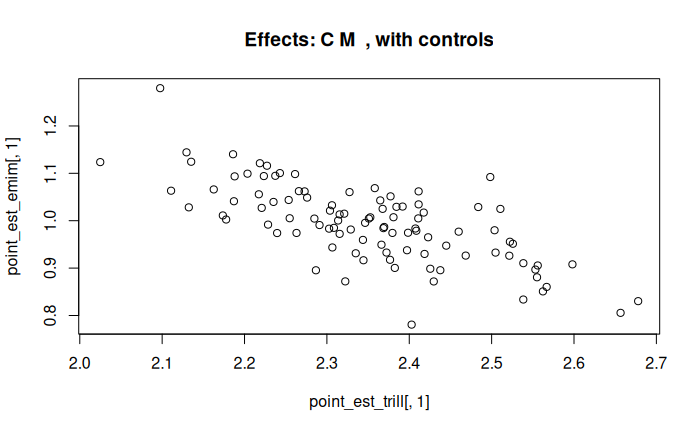 Effects: C M , with controls
point_est_emim[, 1]
1.2
1.1
1.0
0.9
0.8
2.0 2.1 2.2 2.3 2.4 2.5 2.6 2.7
point_est_trill[, 1]